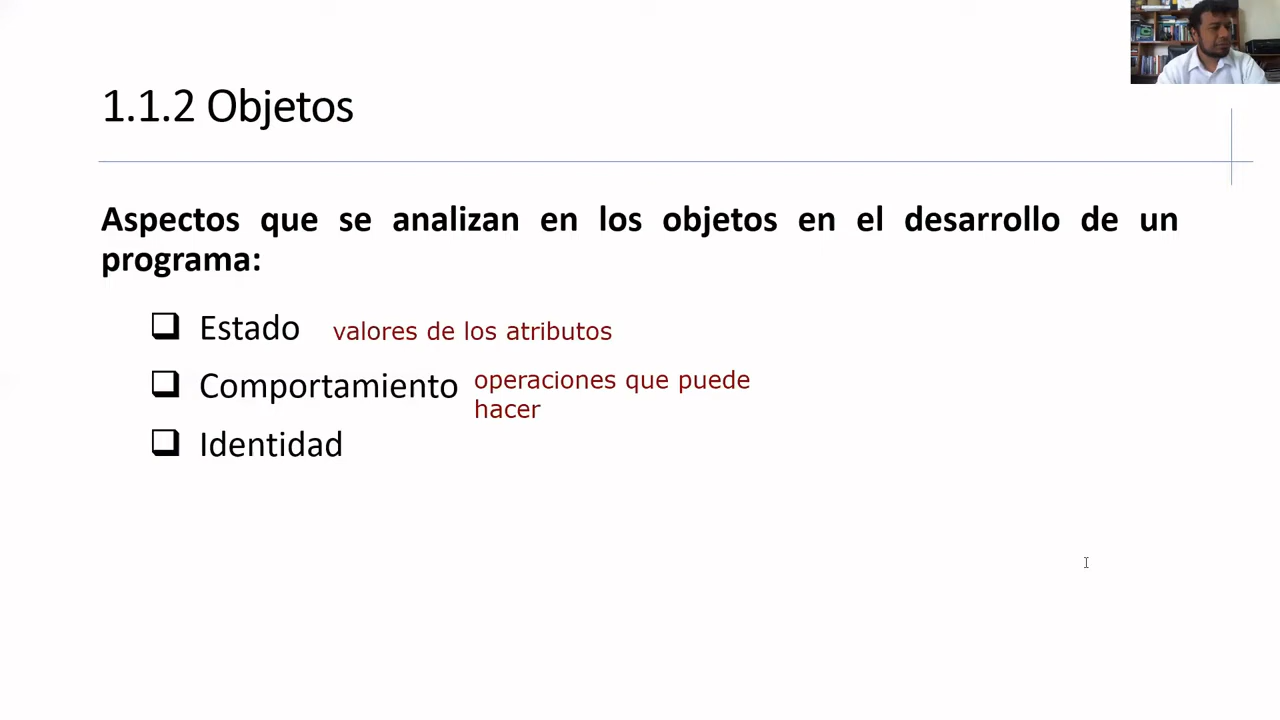 1.1.2 Objetos
Aspectos que se analizan en los objetos en el desarrollo de un
programa:
Estado valores de los atributos
Comportamiento operaciones que puede
hacer
Identidad